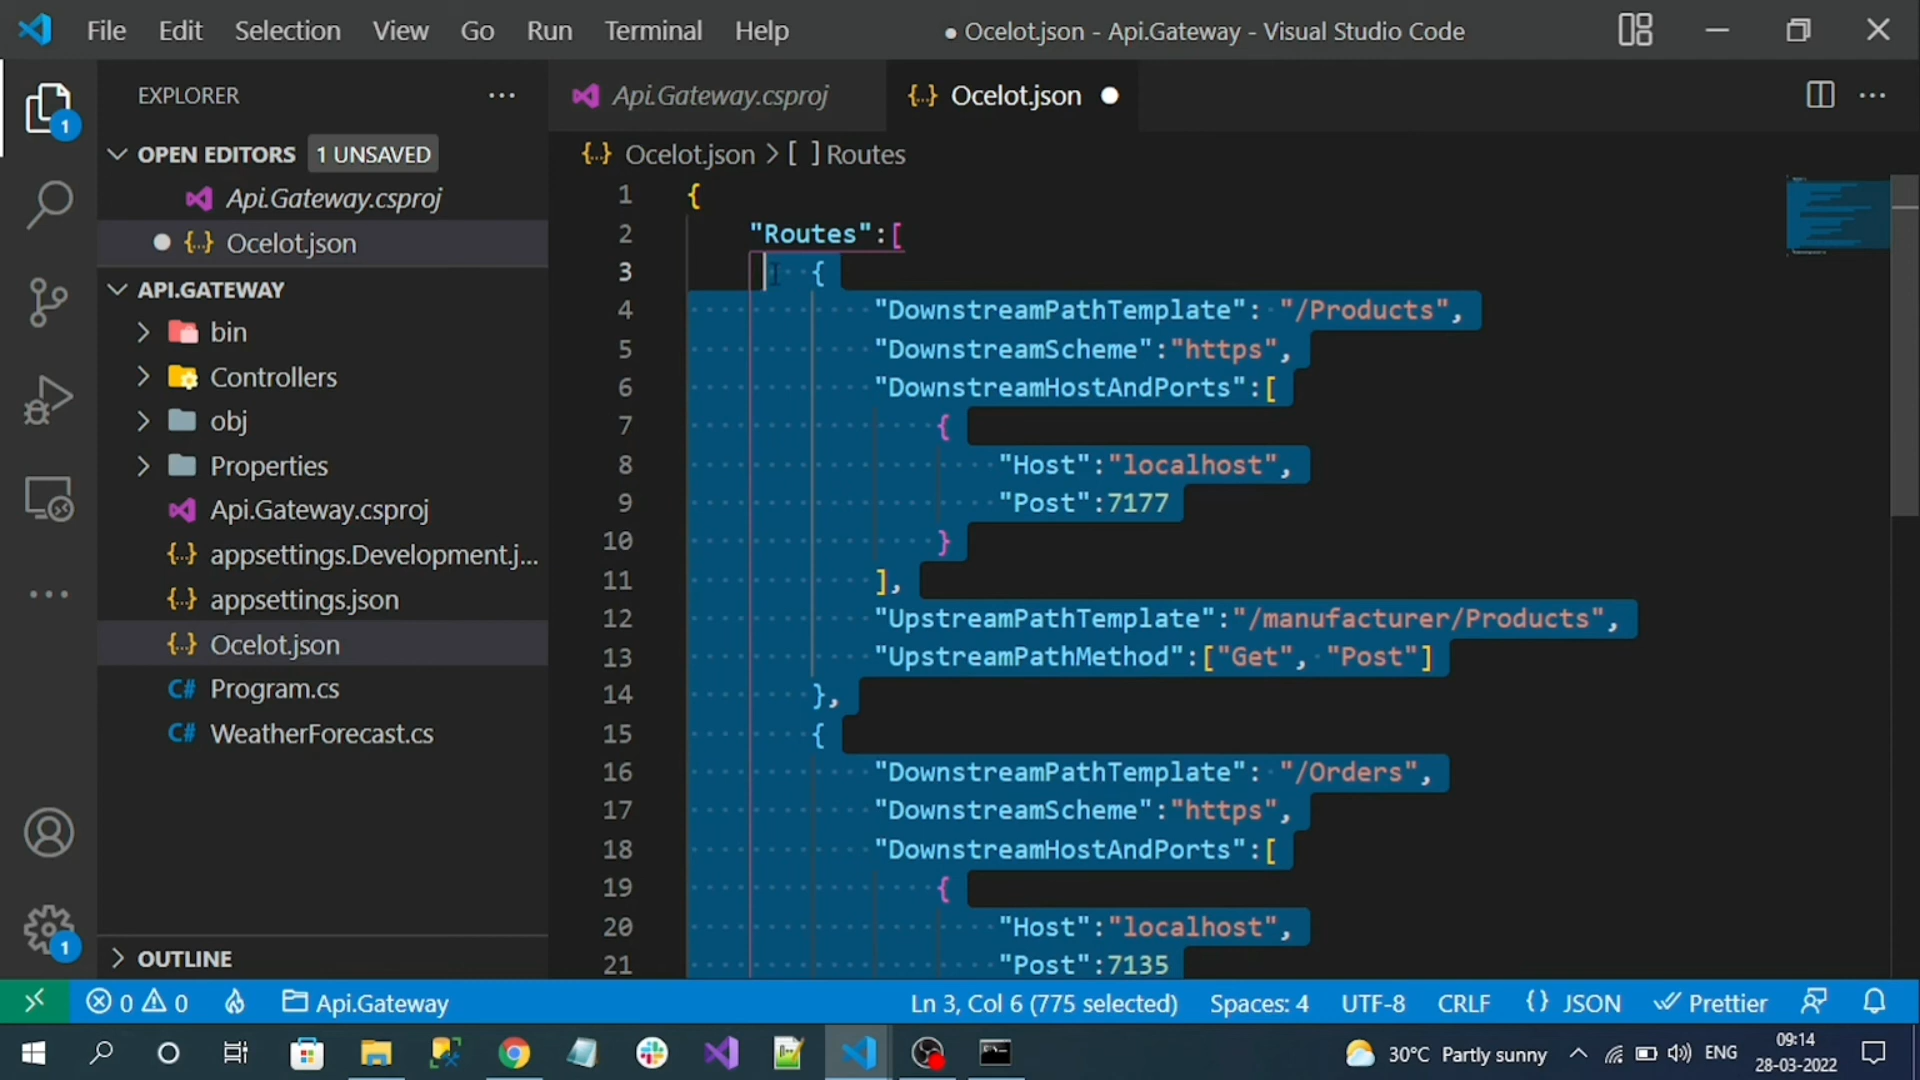 File Edit Selection View Go Run Terminal Help
● Ocelot.json - Api.Gateway - Visual Studio Code
EXPLORER
OPEN EDITORS 1 UNSAVED
Api.Gateway.csproj
Ocelot.json
API.GATEWAY
bin
Controllers
obj
Properties
Api.Gateway.csproj
appsettings.Development.j...
appsettings.json
Ocelot.json
Program.cs
WeatherForecast.cs
OUTLINE
1
1
Api.Gateway.csproj
Ocelot.json
Ocelot.json > [ ] Routes
1 {
2 "Routes":[
3 {
4 "DownstreamPathTemplate": "/Products",
5 "DownstreamScheme":"https",
6 "DownstreamHostAndPorts":[
7 {
8 "Host":"localhost",
9 "Post":7177
10 }
11 ],
12 "UpstreamPathTemplate":"/manufacturer/Products",
13 "UpstreamPathMethod":["Get", "Post"]
14 },
15 {
16 "DownstreamPathTemplate": "/Orders",
17 "DownstreamScheme":"https",
18 "DownstreamHostAndPorts":[
19 {
20 "Host":"localhost",
21 "Post":7135
0 0 Api.Gateway Ln 3, Col 6 (775 selected) Spaces: 4 UTF-8 CRLF {} JSON Prettier
30°C Partly sunny ENG 09:14
28-03-2022